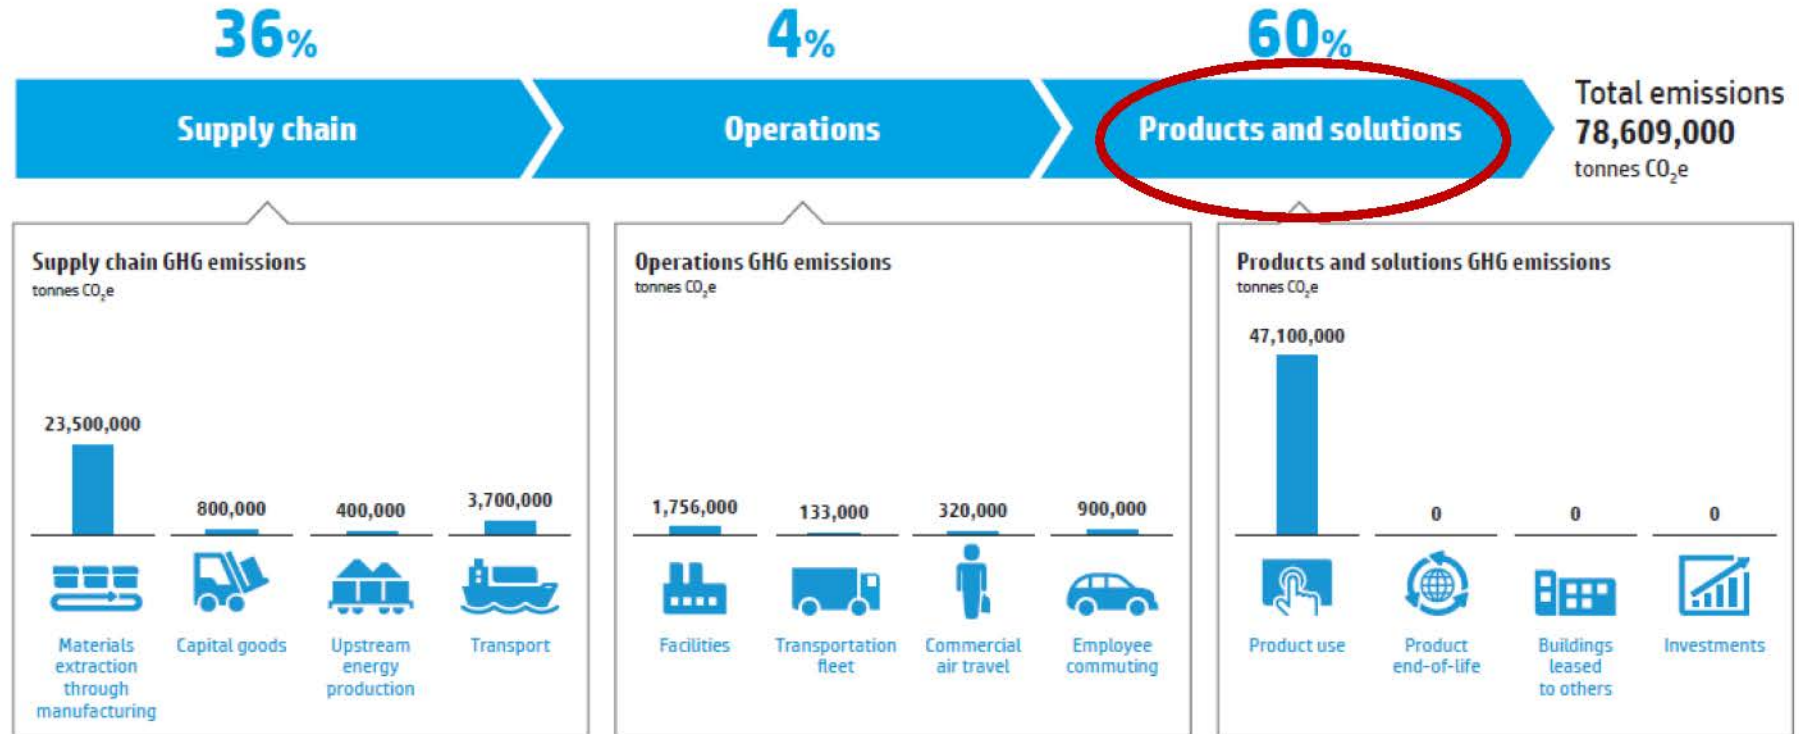 36%
4%
60%
Supply chain
Operations
Products and solutions
Total emissions
78,609,000
tonnes CO₂e
Supply chain GHG emissions
tonnes CO₂e
23,500,000
800,000
400,000
3,700,000
Materials
extraction
through
manufacturing
Capital goods
Upstream
energy
production
Transport
Operations GHG emissions
tonnes CO₂e
1,756,000
133,000
320,000
900,000
Facilities
Transportation
fleet
Commercial
air travel
Employee
commuting
Products and solutions GHG emissions
tonnes CO₂e
47,100,000
0
0
0
Product use
Product
end-of-life
Buildings
leased
to others
Investments